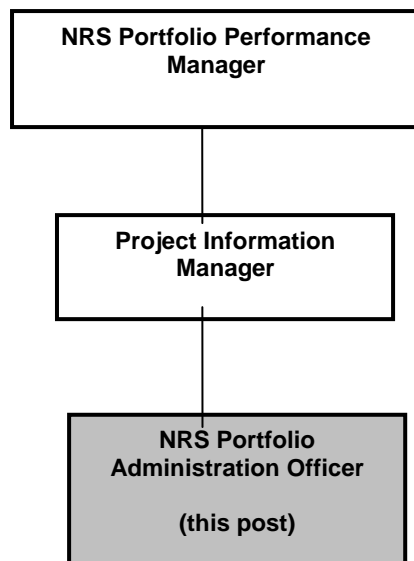 NRS Portfolio Performance
Manager
Project Information
Manager
NRS Portfolio
Administration Officer
(this post)